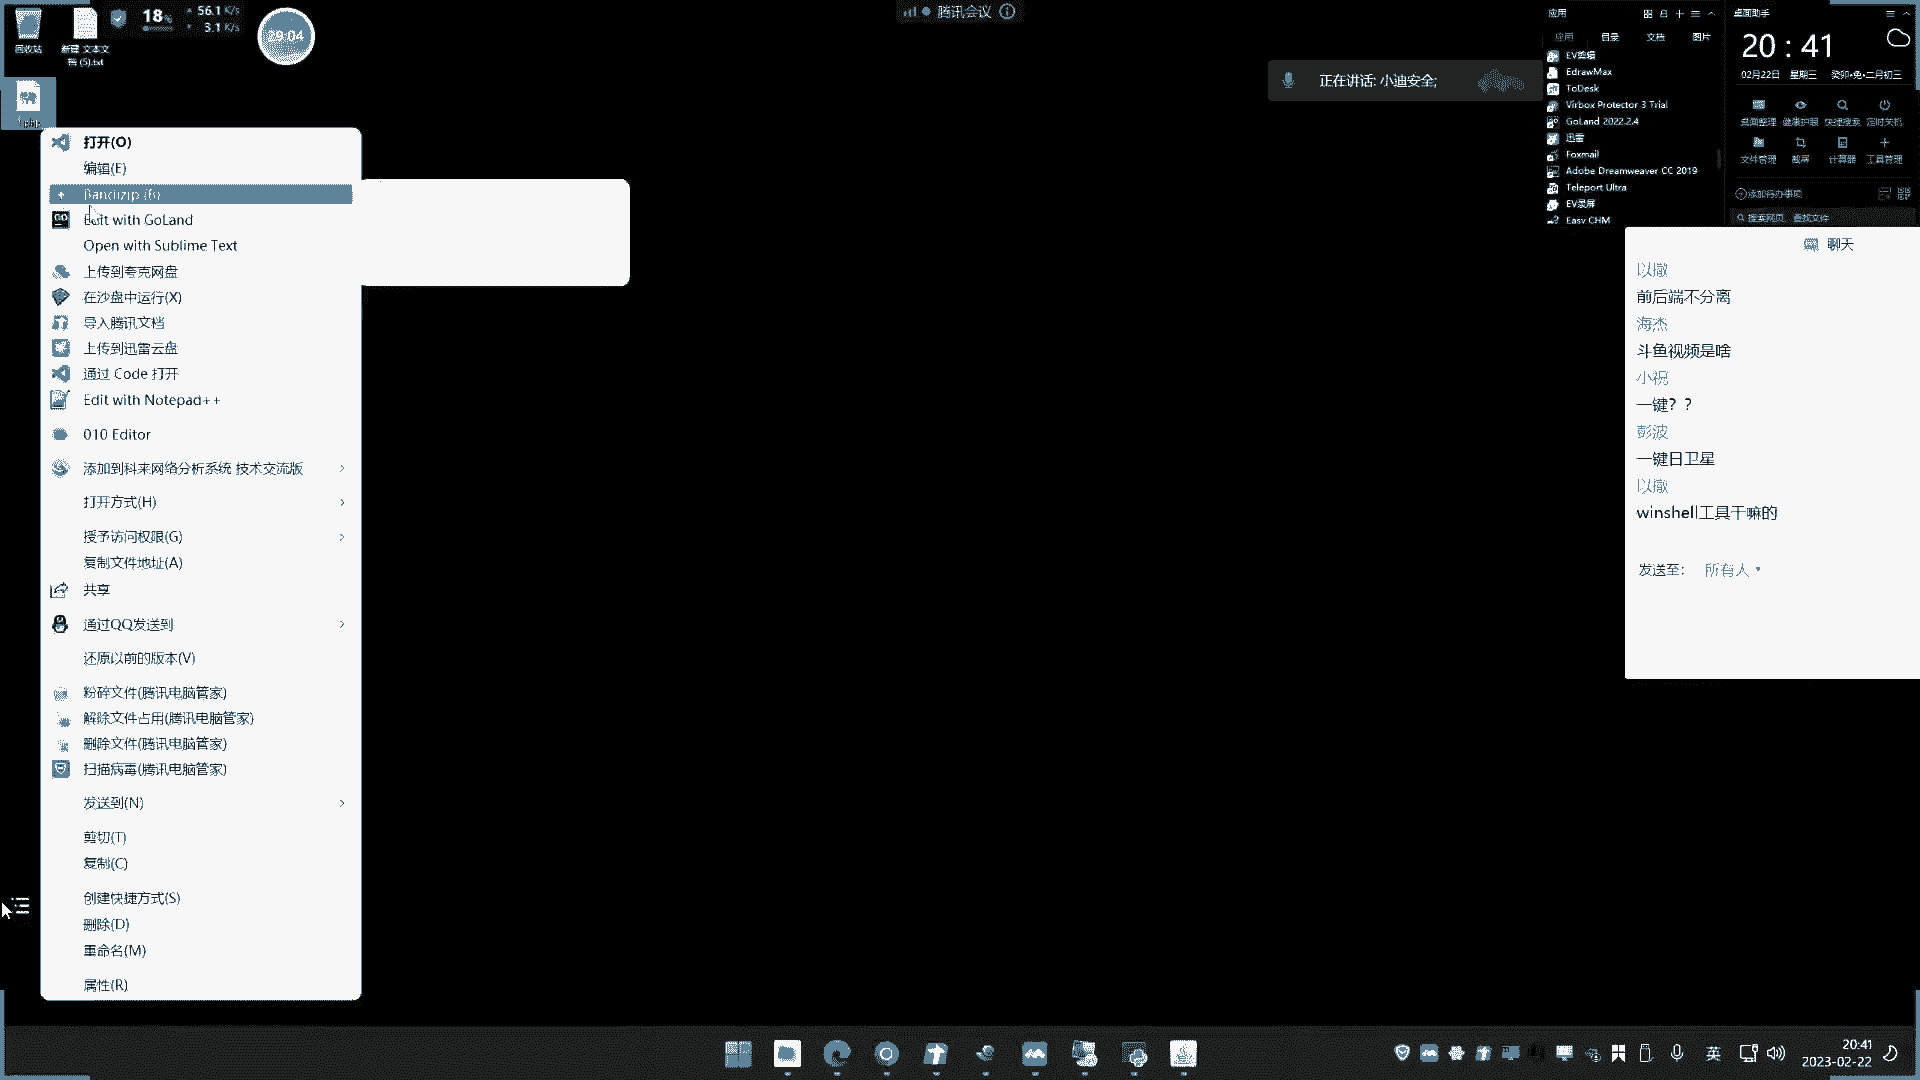 回收站
新建 文本文
档 (5).txt
18%
56.1 K/s
3.1 K/s
29:04
腾讯会议
正在讲话: 小迪安全;
应用
应用 目录 文档 图片
EV剪辑
EdrawMax
ToDesk
Virbox Protector 3 Trial
GoLand 2022.2.4
迅雷
Foxmail
Adobe Dreamweaver CC 2019
Teleport Ultra
EV录屏
Easy CHM
桌面助手
20 : 41
02月22日 星期三 癸卯•兔•二月初三
桌面整理 健康护眼 快捷搜索 定时关机
文件管理 截屏 计算器 工具管理
添加待办事项
搜索网页、查找文件
打开(O)
编辑(E)
Bandizip (B)
Edit with GoLand
Open with Sublime Text
上传到夸克网盘
在沙盘中运行(X)
导入腾讯文档
上传到迅雷云盘
通过 Code 打开
Edit with Notepad++
010 Editor
添加到科来网络分析系统 技术交流版
打开方式(H)
授予访问权限(G)
复制文件地址(A)
共享
通过QQ发送到
还原以前的版本(V)
粉碎文件(腾讯电脑管家)
解除文件占用(腾讯电脑管家)
删除文件(腾讯电脑管家)
扫描病毒(腾讯电脑管家)
发送到(N)
剪切(T)
复制(C)
创建快捷方式(S)
删除(D)
重命名(M)
属性(R)
聊天
以撒
前后端不分离
海杰
斗鱼视频是啥
小祝
一键？？
彭波
一键日卫星
以撒
winshell工具干嘛的
发送至： 所有人
英
20:41
2023-02-22